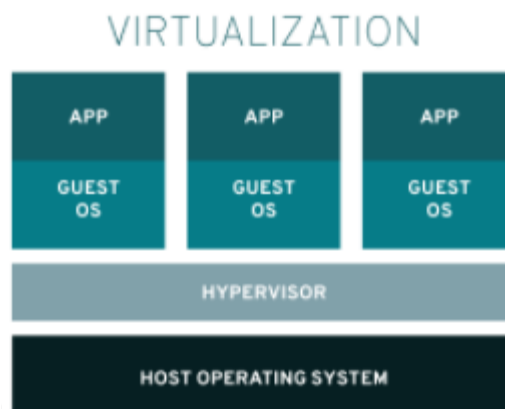 VIRTUALIZATION
APP APP APP
GUEST OS GUEST OS GUEST OS
HYPERVISOR
HOST OPERATING SYSTEM